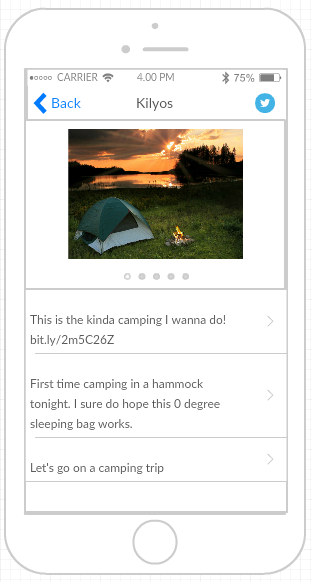 CARRIER 4.00 PM 75%
Back Kilyos
This is the kinda camping I wanna do!
bit.ly/2m5C26Z
First time camping in a hammock
tonight. I sure do hope this 0 degree
sleeping bag works.
Let's go on a camping trip